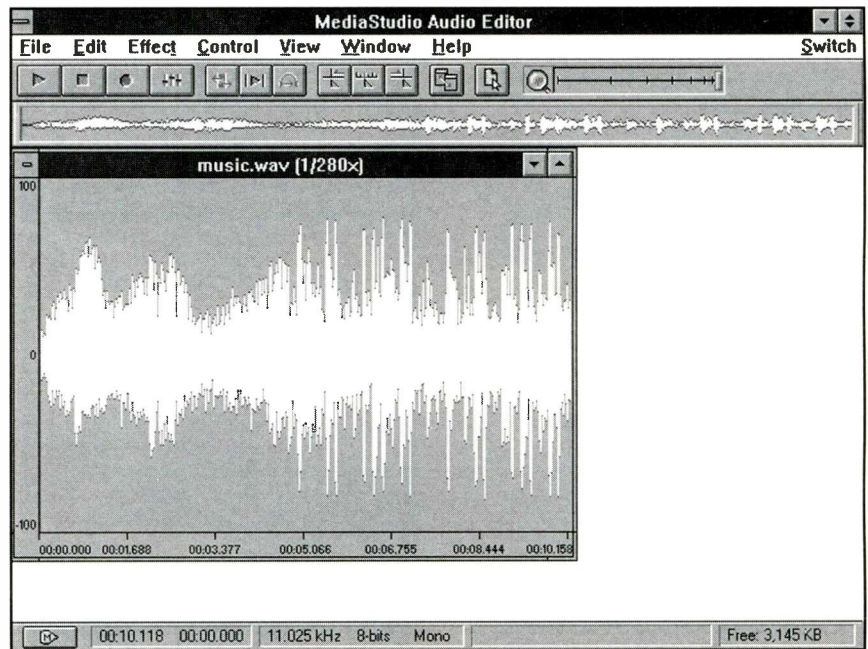 MediaStudio Audio Editor
File Edit Effect Control View Window Help Switch
music.wav (1/280x)
100
0
-100
00:00.000 00:01.688 00:03.377 00:05.066 00:06.755 00:08.444 00:10.158
M 00:10.118 00:00.000 11.025 kHz 8-bits Mono Free: 3,145 KB